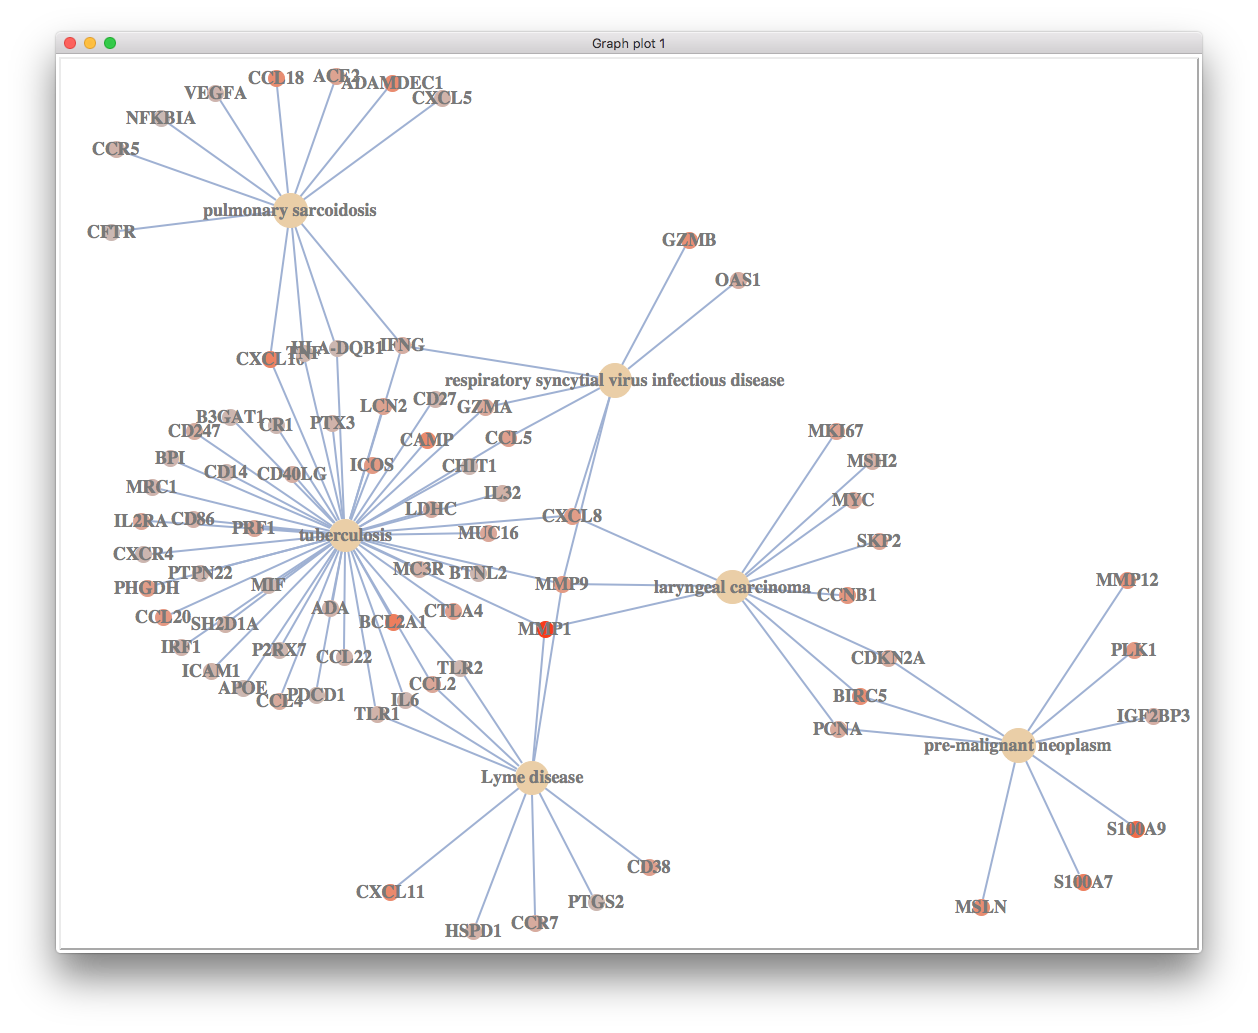 Graph plot 1
CCL18
ACE2
ADAMDEC1
VEGFA
CXCL5
NFKBIA
CCR5
pulmonary sarcoidosis
CFTR
GZMB
OAS1
CXCL10
TNF
HLA-DQB1
IFNG
respiratory syncytial virus infectious disease
CD27
LCN2
GZMA
B3GAT1
CR1
PTX3
CD247
CAMP
CCL5
MKI67
BPI
CD14
CD40LG
ICOS
CHIT1
MSH2
MRC1
IL32
MYC
LDHC
CXCL8
IL2RA
CD86
PRF1
tuberculosis
MUC16
SKP2
CXCR4
PTPN22
MC3R
BTNL2
MMP12
PHGDH
MIF
MMP9
laryngeal carcinoma
CCNB1
CCL20
SH2D1A
ADA
BCL2A1
CTLA4
MMP1
IRF1
P2RX7
CCL22
CDKN2A
PLK1
ICAM1
TLR2
APOE
CCL2
CCL4
PDCD1
IL6
BIRC5
TLR1
PCNA
IGF2BP3
pre-malignant neoplasm
Lyme disease
S100A9
CD38
S100A7
CXCL11
PTGS2
MSLN
HSPD1
CCR7